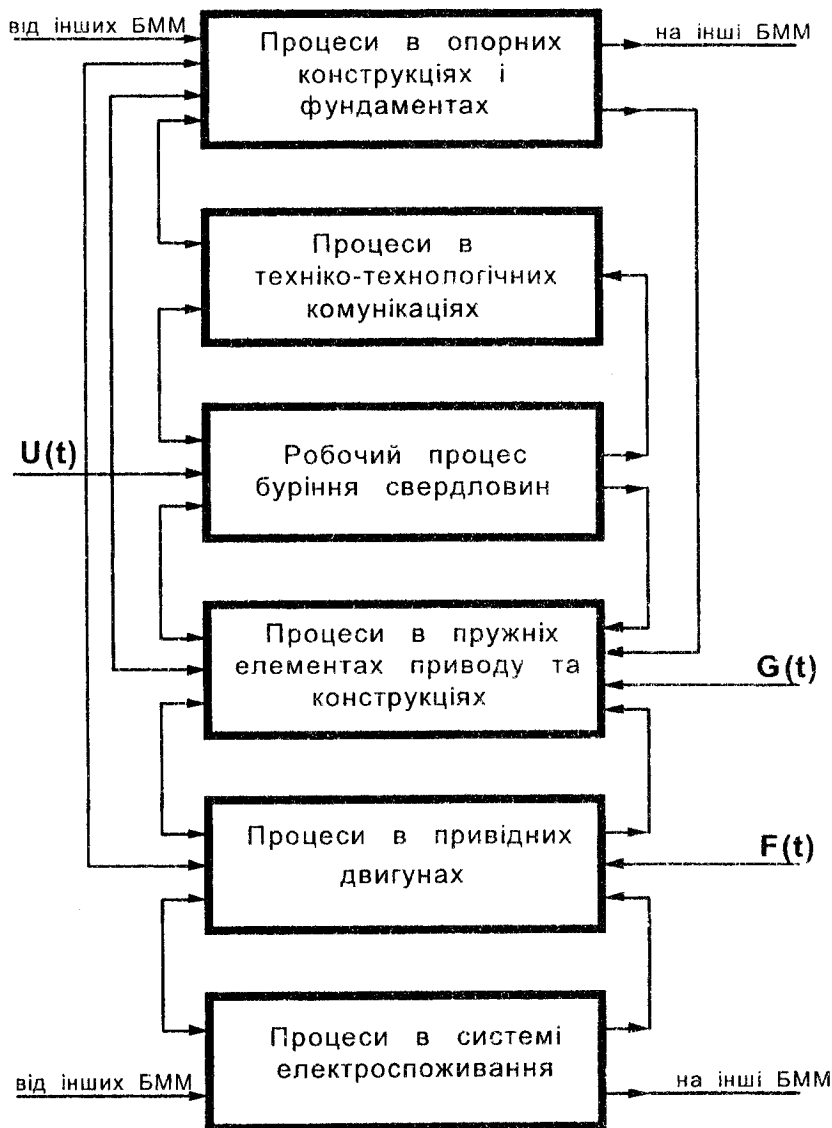 від інших БММ
Процеси в опорних
конструкціях і
фундаментах
на інші БММ
Процеси в
техніко-технологічних
комунікаціях
U(t)
Робочий процес
буріння свердловин
Процеси в пружніх
елементах приводу та
конструкціях
G(t)
Процеси в привідних
двигунах
F(t)
Процеси в системі
електроспоживання
від інших БММ
на інші БММ